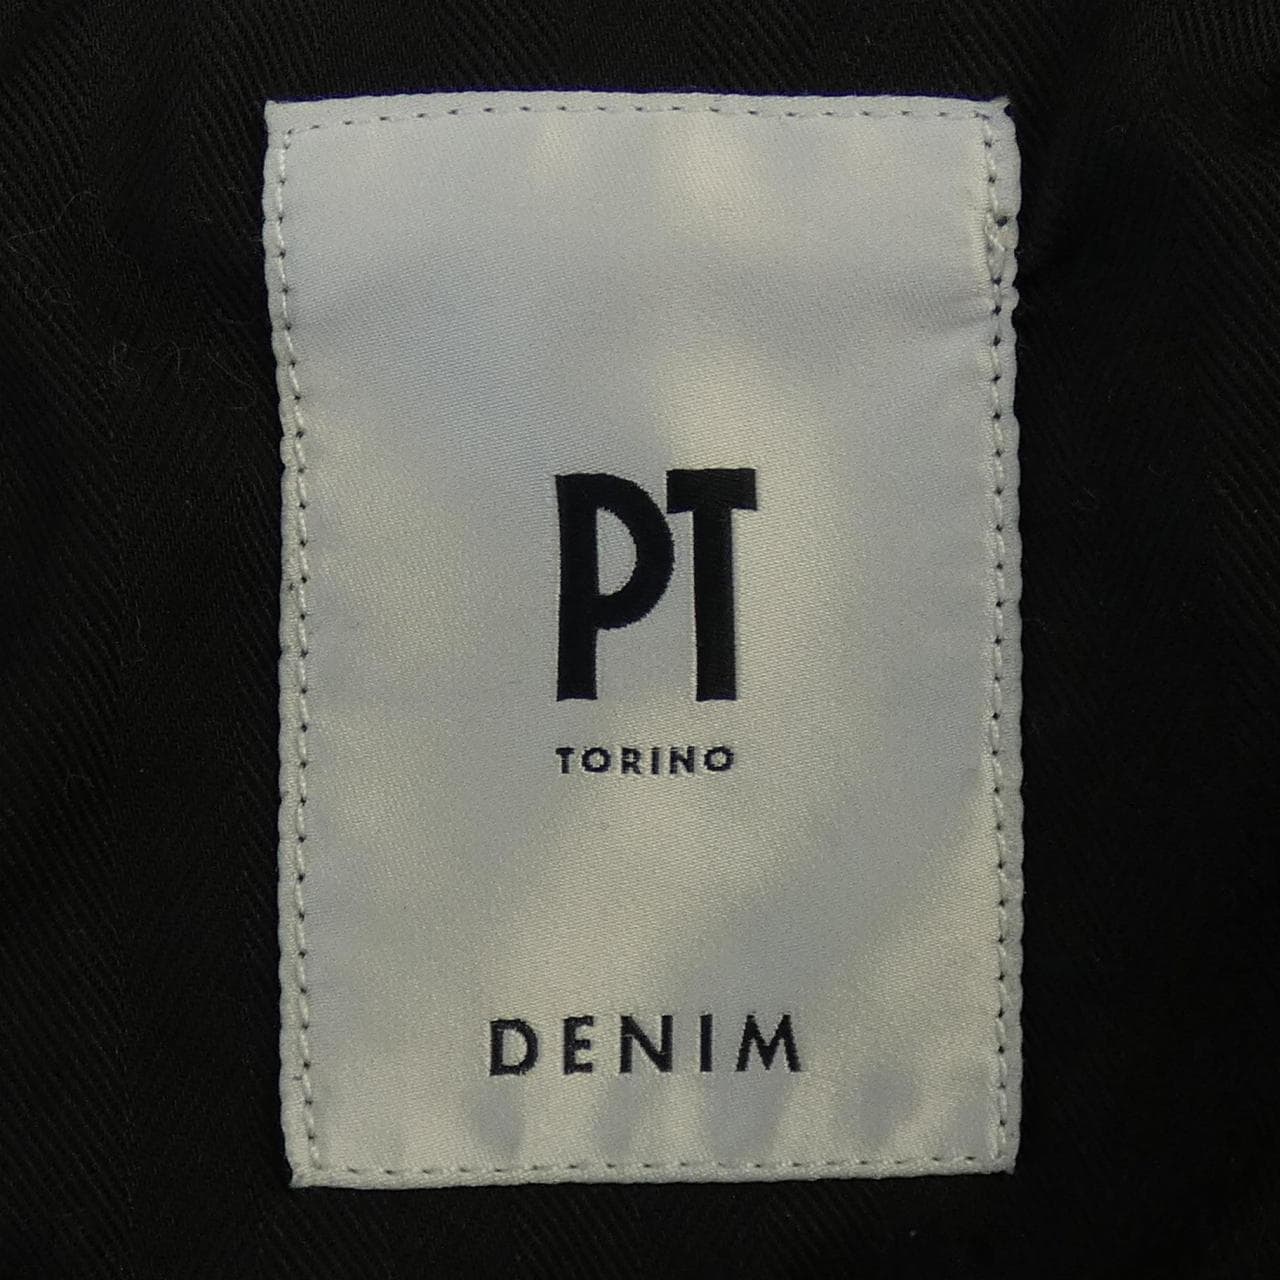 PT
TORINO
DENIM